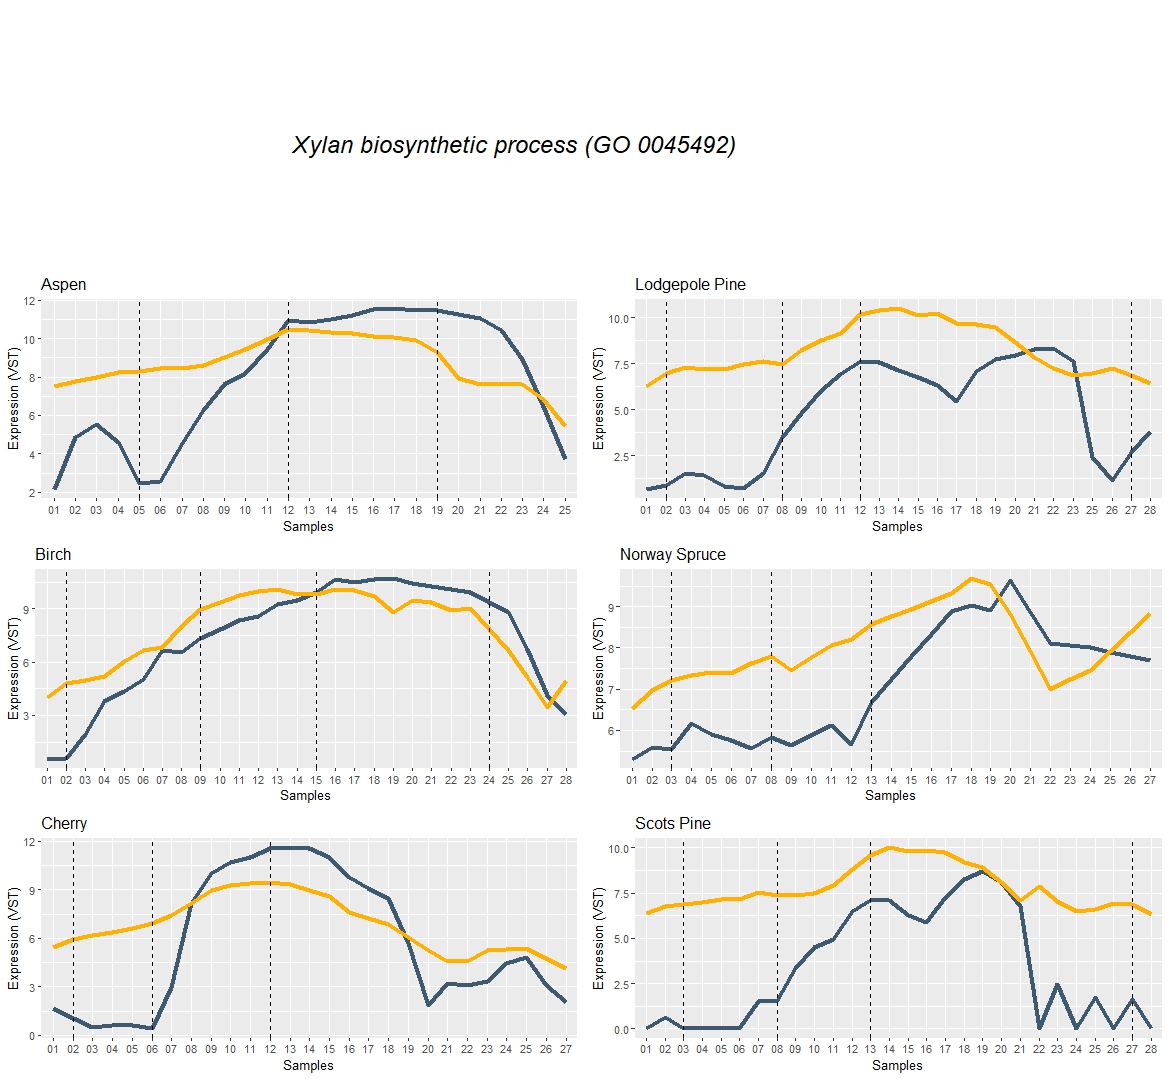 Xylan biosynthetic process (GO 0045492)
Aspen
Expression (VST)
12
10
8
6
4
2
01 02 03 04 05 06 07 08 09 10 11 12 13 14 15 16 17 18 19 20 21 22 23 24 25
Samples
Lodgepole Pine
Expression (VST)
10.0
7.5
5.0
2.5
01 02 03 04 05 06 07 08 09 10 11 12 13 14 15 16 17 18 19 20 21 22 23 24 25 26 27 28
Samples
Birch
Expression (VST)
9
6
3
01 02 03 04 05 06 07 08 09 10 11 12 13 14 15 16 17 18 19 20 21 22 23 24 25 26 27 28
Samples
Norway Spruce
Expression (VST)
9
8
7
6
01 02 03 04 05 06 07 08 09 10 11 12 13 14 15 16 17 18 19 20 21 22 23 24 25 26 27
Samples
Cherry
Expression (VST)
12
9
6
3
0
01 02 03 04 05 06 07 08 09 10 11 12 13 14 15 16 17 18 19 20 21 22 23 24 25 26 27
Samples
Scots Pine
Expression (VST)
10.0
7.5
5.0
2.5
0.0
01 02 03 04 05 06 07 08 09 10 11 12 13 14 15 16 17 18 19 20 21 22 23 24 25 26 27 28
Samples